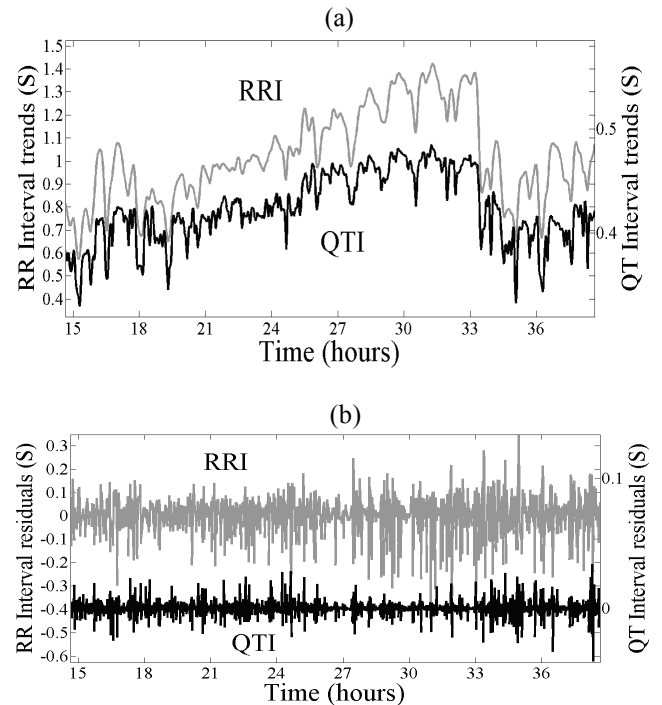 (a)
RR Interval trends (S)
1.5
1.4
1.3
1.2
1.1
1
0.9
0.8
0.7
0.6
0.5
0.4
RRI
QTI
0.5
0.4
QT Interval trends (S)
15 18 21 24 27 30 33 36
Time (hours)
(b)
RR Interval residuals (S)
0.3
0.2
0.1
0
-0.1
-0.2
-0.3
-0.4
-0.5
-0.6
RRI
QTI
0.1
0
QT Interval residuals (S)
15 18 21 24 27 30 33 36
Time (hours)